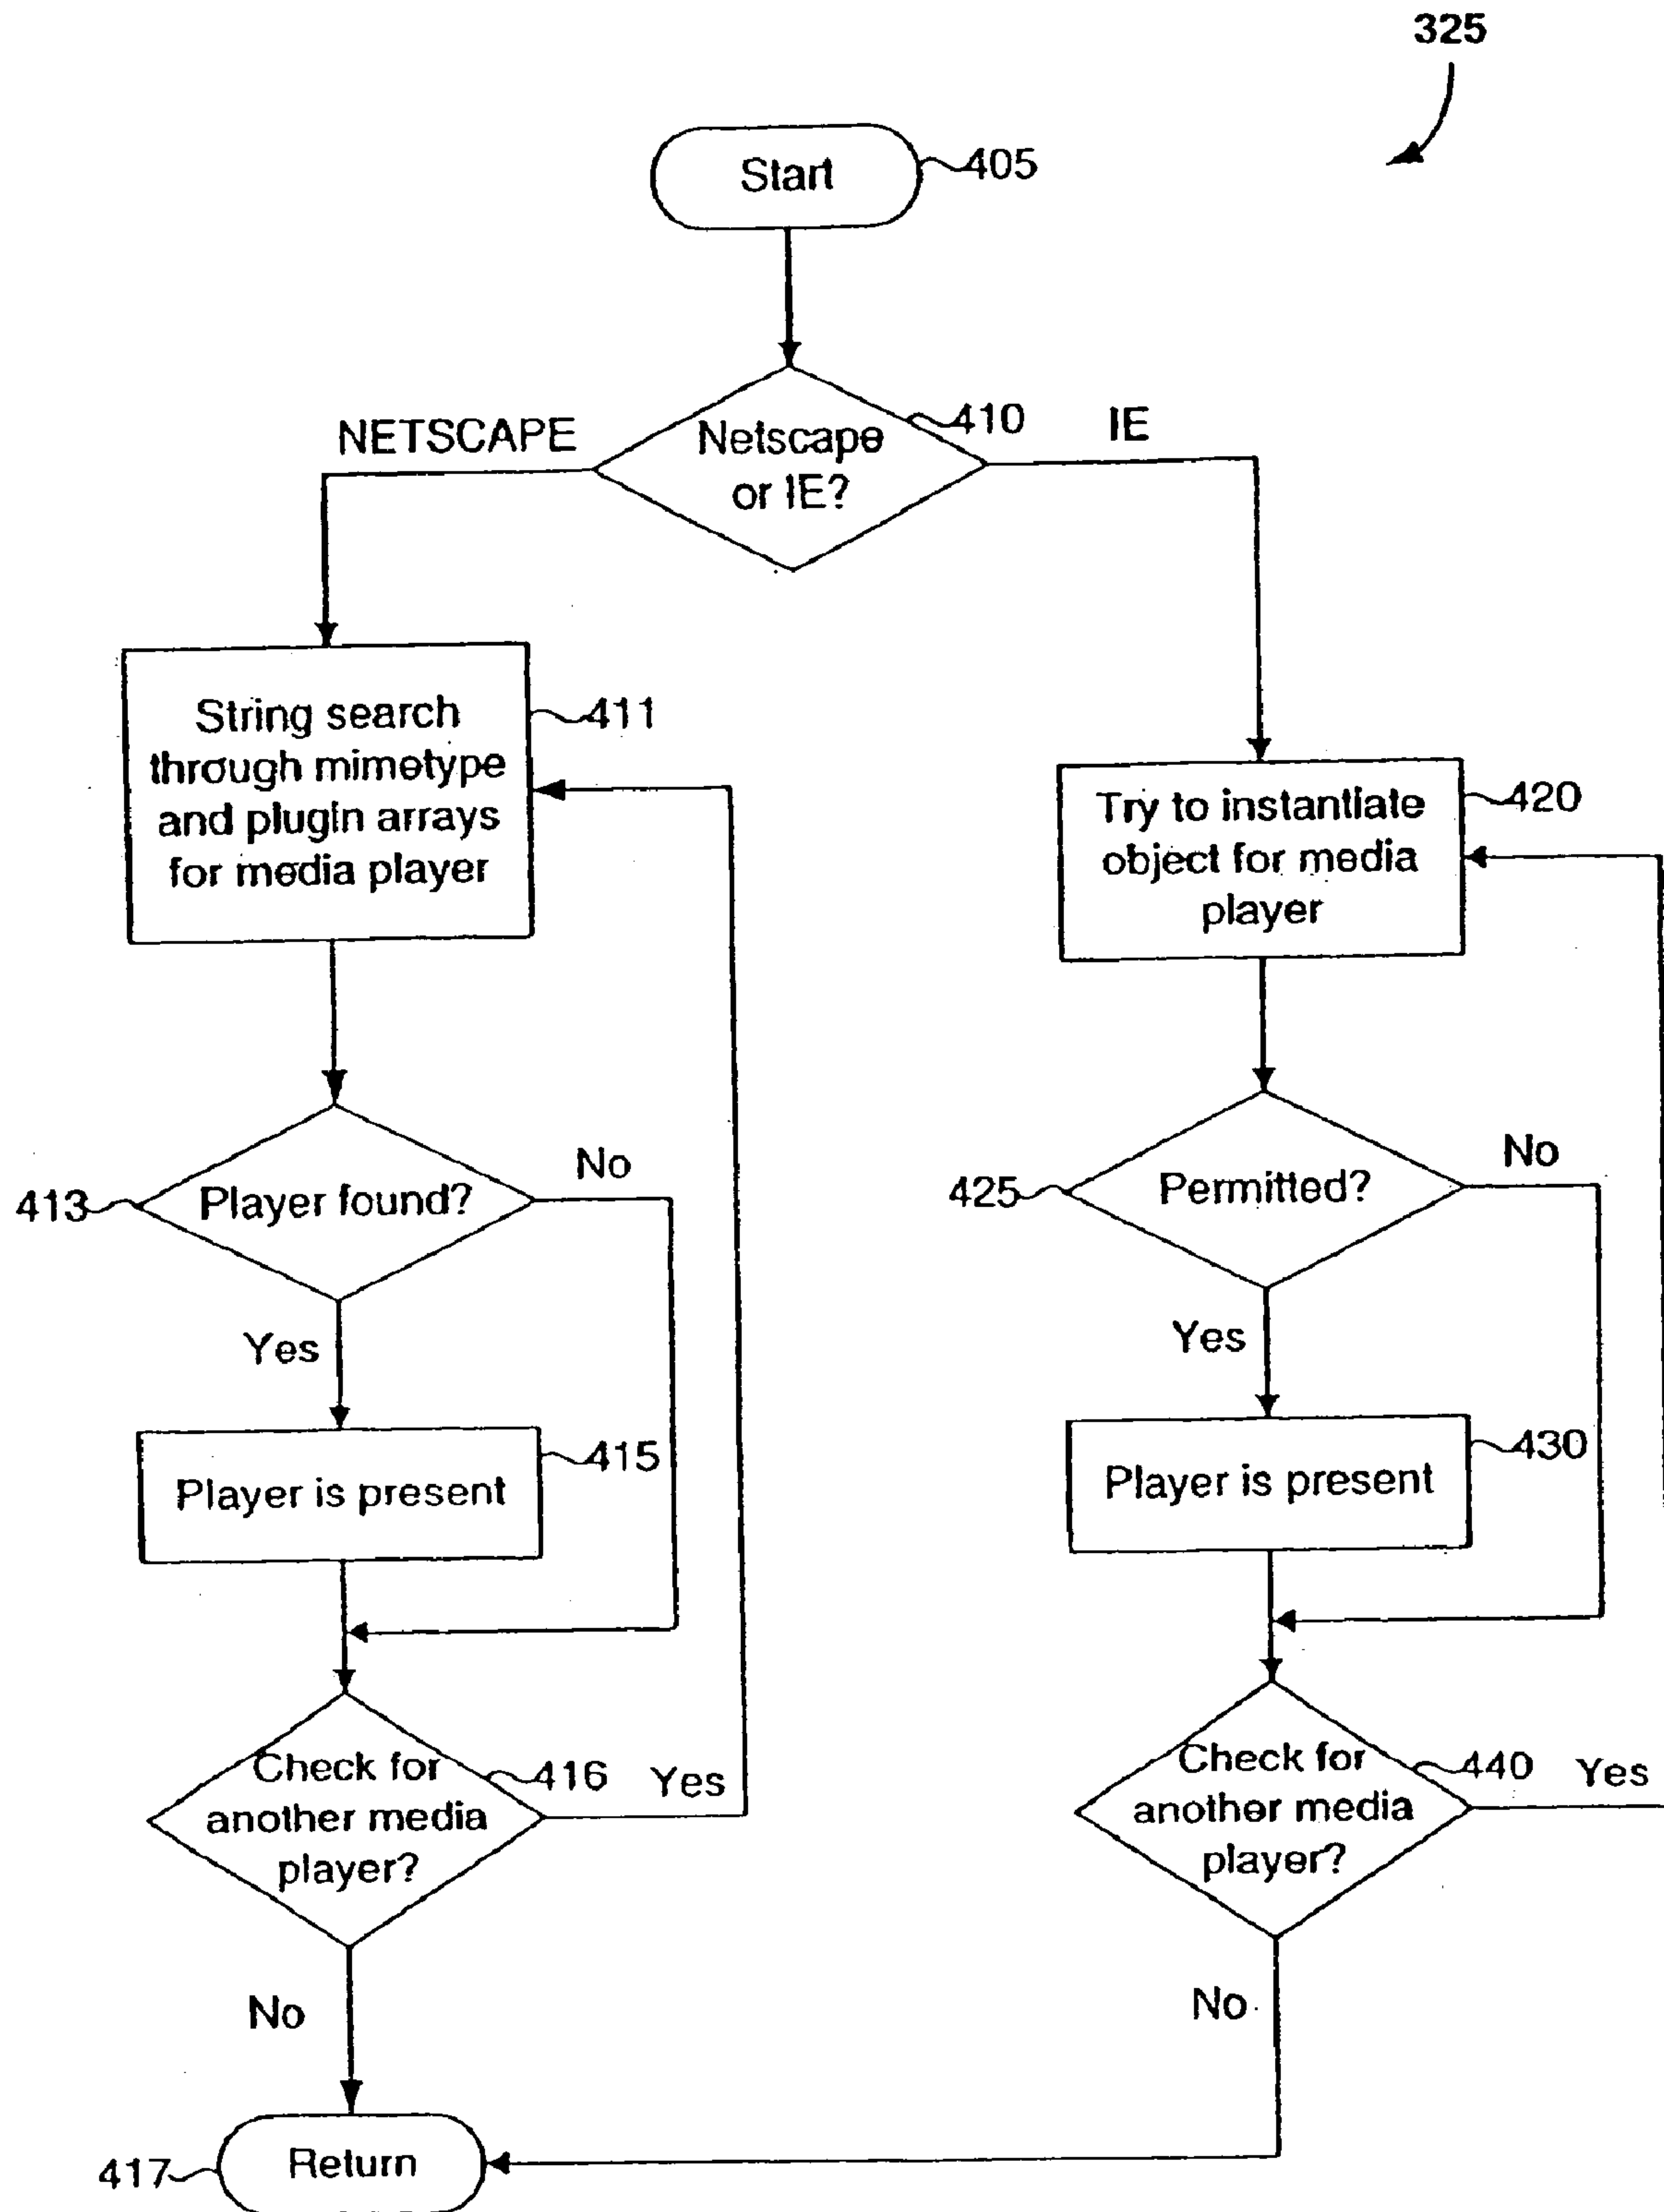 325
Start
405
NETSCAPE
Netscape
or IE?
410
IE
String search
through mimetype
and plugin arrays
for media player
411
Try to instantiate
object for media
player
420
413
Player found?
No
425
Permitted?
No
Yes
Yes
Player is present
415
Player is present
430
Check for
another media
player?
416
Yes
Check for
another media
player?
440
Yes
No
No
417
Return